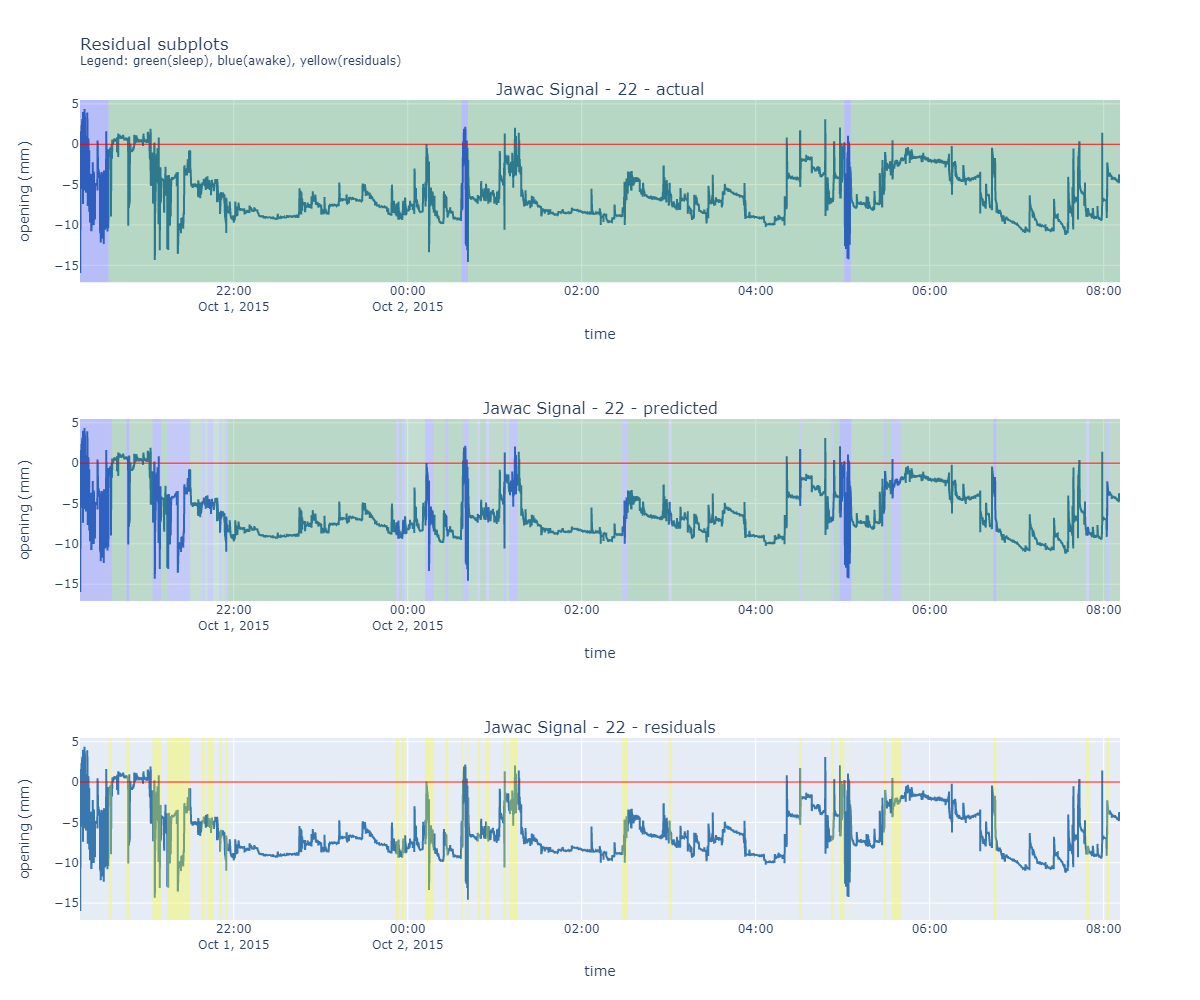 Residual subplots
Legend: green(sleep), blue(awake), yellow(residuals)
Jawac Signal - 22 - actual
5
0
−5
−10
−15
opening (mm)
22:00 00:00 02:00 04:00 06:00 08:00
Oct 1, 2015 Oct 2, 2015
time
Jawac Signal - 22 - predicted
5
0
−5
−10
−15
opening (mm)
22:00 00:00 02:00 04:00 06:00 08:00
Oct 1, 2015 Oct 2, 2015
time
Jawac Signal - 22 - residuals
5
0
−5
−10
−15
opening (mm)
22:00 00:00 02:00 04:00 06:00 08:00
Oct 1, 2015 Oct 2, 2015
time